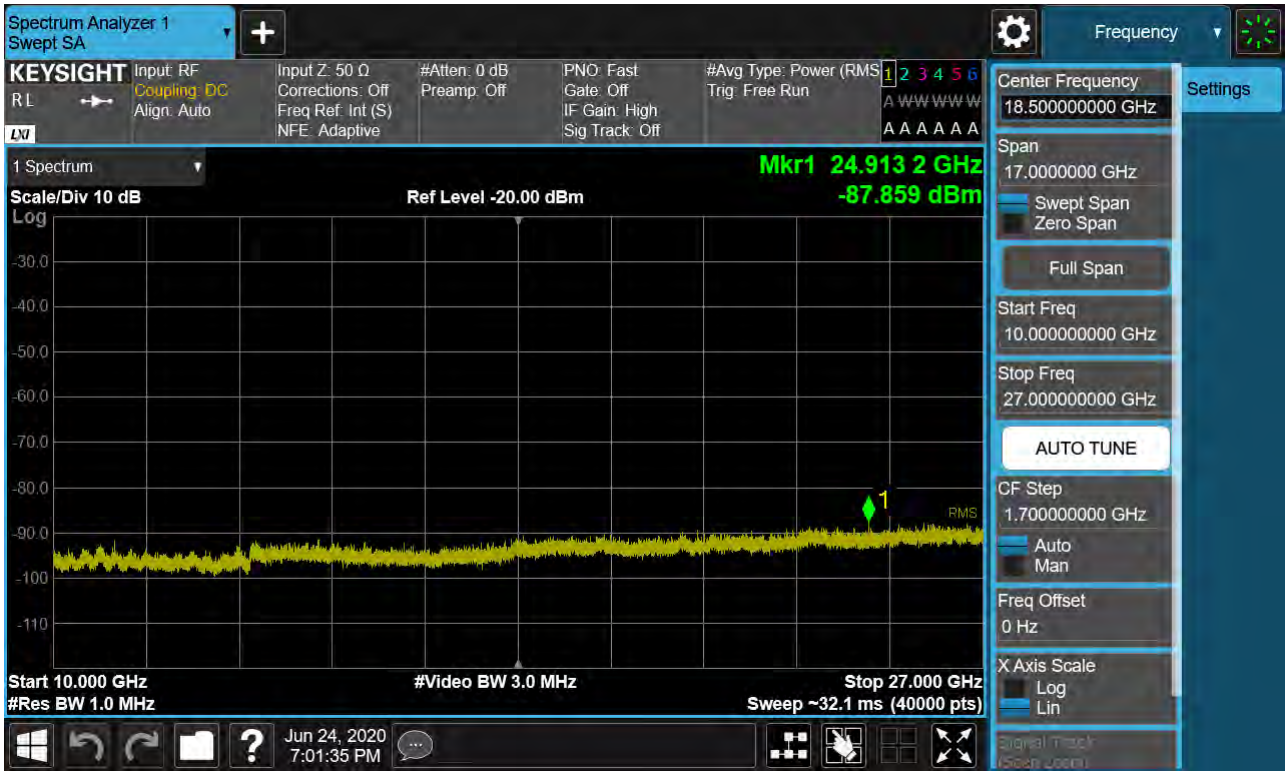 Spectrum Analyzer 1
Swept SA
+
Frequency
KEYSIGHT
RL
LXI
Input: RF
Coupling: DC
Align: Auto
Input Z: 50 Ω
Corrections: Off
Freq Ref: Int (S)
NFE: Adaptive
#Atten: 0 dB
Preamp: Off
PNO: Fast
Gate: Off
IF Gain: High
Sig Track: Off
#Avg Type: Power (RMS
Trig: Free Run
1 2 3 4 5 6
A W W W W W
A A A A A A
1 Spectrum
Scale/Div 10 dB
Ref Level -20.00 dBm
Mkr1 24.913 2 GHz
-87.859 dBm
Log
-30.0
-40.0
-50.0
-60.0
-70.0
-80.0
-90.0
-100
-110
1
RMS
Start 10.000 GHz
#Res BW 1.0 MHz
#Video BW 3.0 MHz
Stop 27.000 GHz
Sweep ~32.1 ms (40000 pts)
Center Frequency
18.500000000 GHz
Settings
Span
17.0000000 GHz
Swept Span
Zero Span
Full Span
Start Freq
10.000000000 GHz
Stop Freq
27.000000000 GHz
AUTO TUNE
CF Step
1.700000000 GHz
Auto
Man
Freq Offset
0 Hz
X Axis Scale
Log
Lin
Signal Track
(Span Zoom)
?
Jun 24, 2020
7:01:35 PM